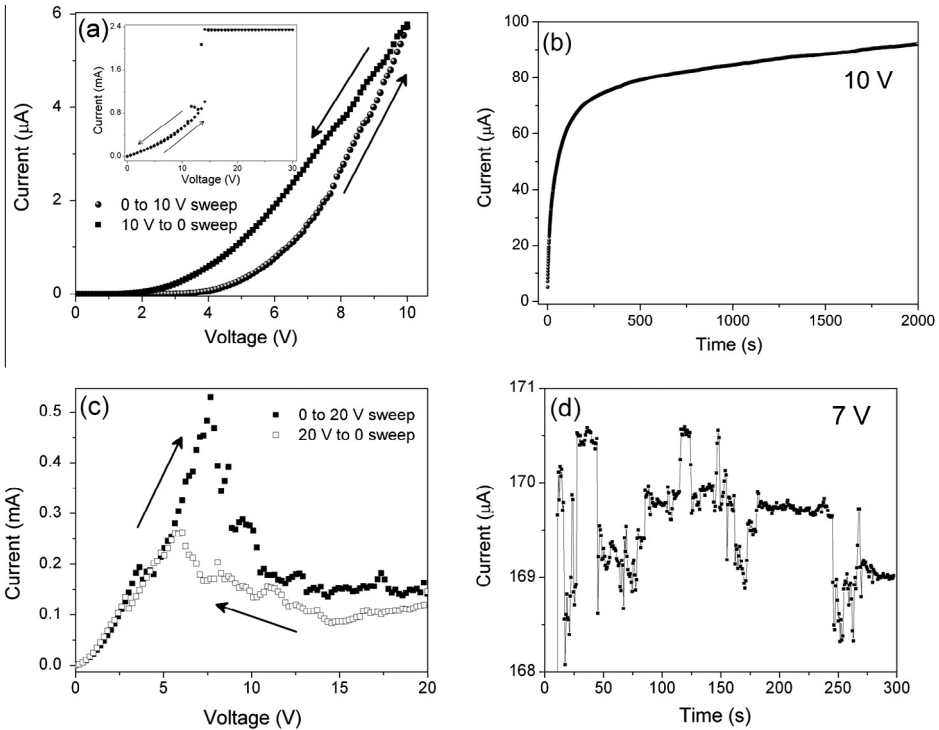 (a)
Current (μA)
6
4
2
0
0 2 4 6 8 10
Voltage (V)
0 to 10 V sweep
10 V to 0 sweep
Current (mA)
2.4
1.6
0.8
0.0
0 10 20 30
Voltage (V)
(b)
10 V
Current (μA)
100
80
60
40
20
0
0 500 1000 1500 2000
Time (s)
(c)
Current (mA)
0.5
0.4
0.3
0.2
0.1
0.0
0 5 10 15 20
Voltage (V)
0 to 20 V sweep
20 V to 0 sweep
(d)
7 V
Current (μA)
171
170
169
168
0 50 100 150 200 250 300
Time (s)